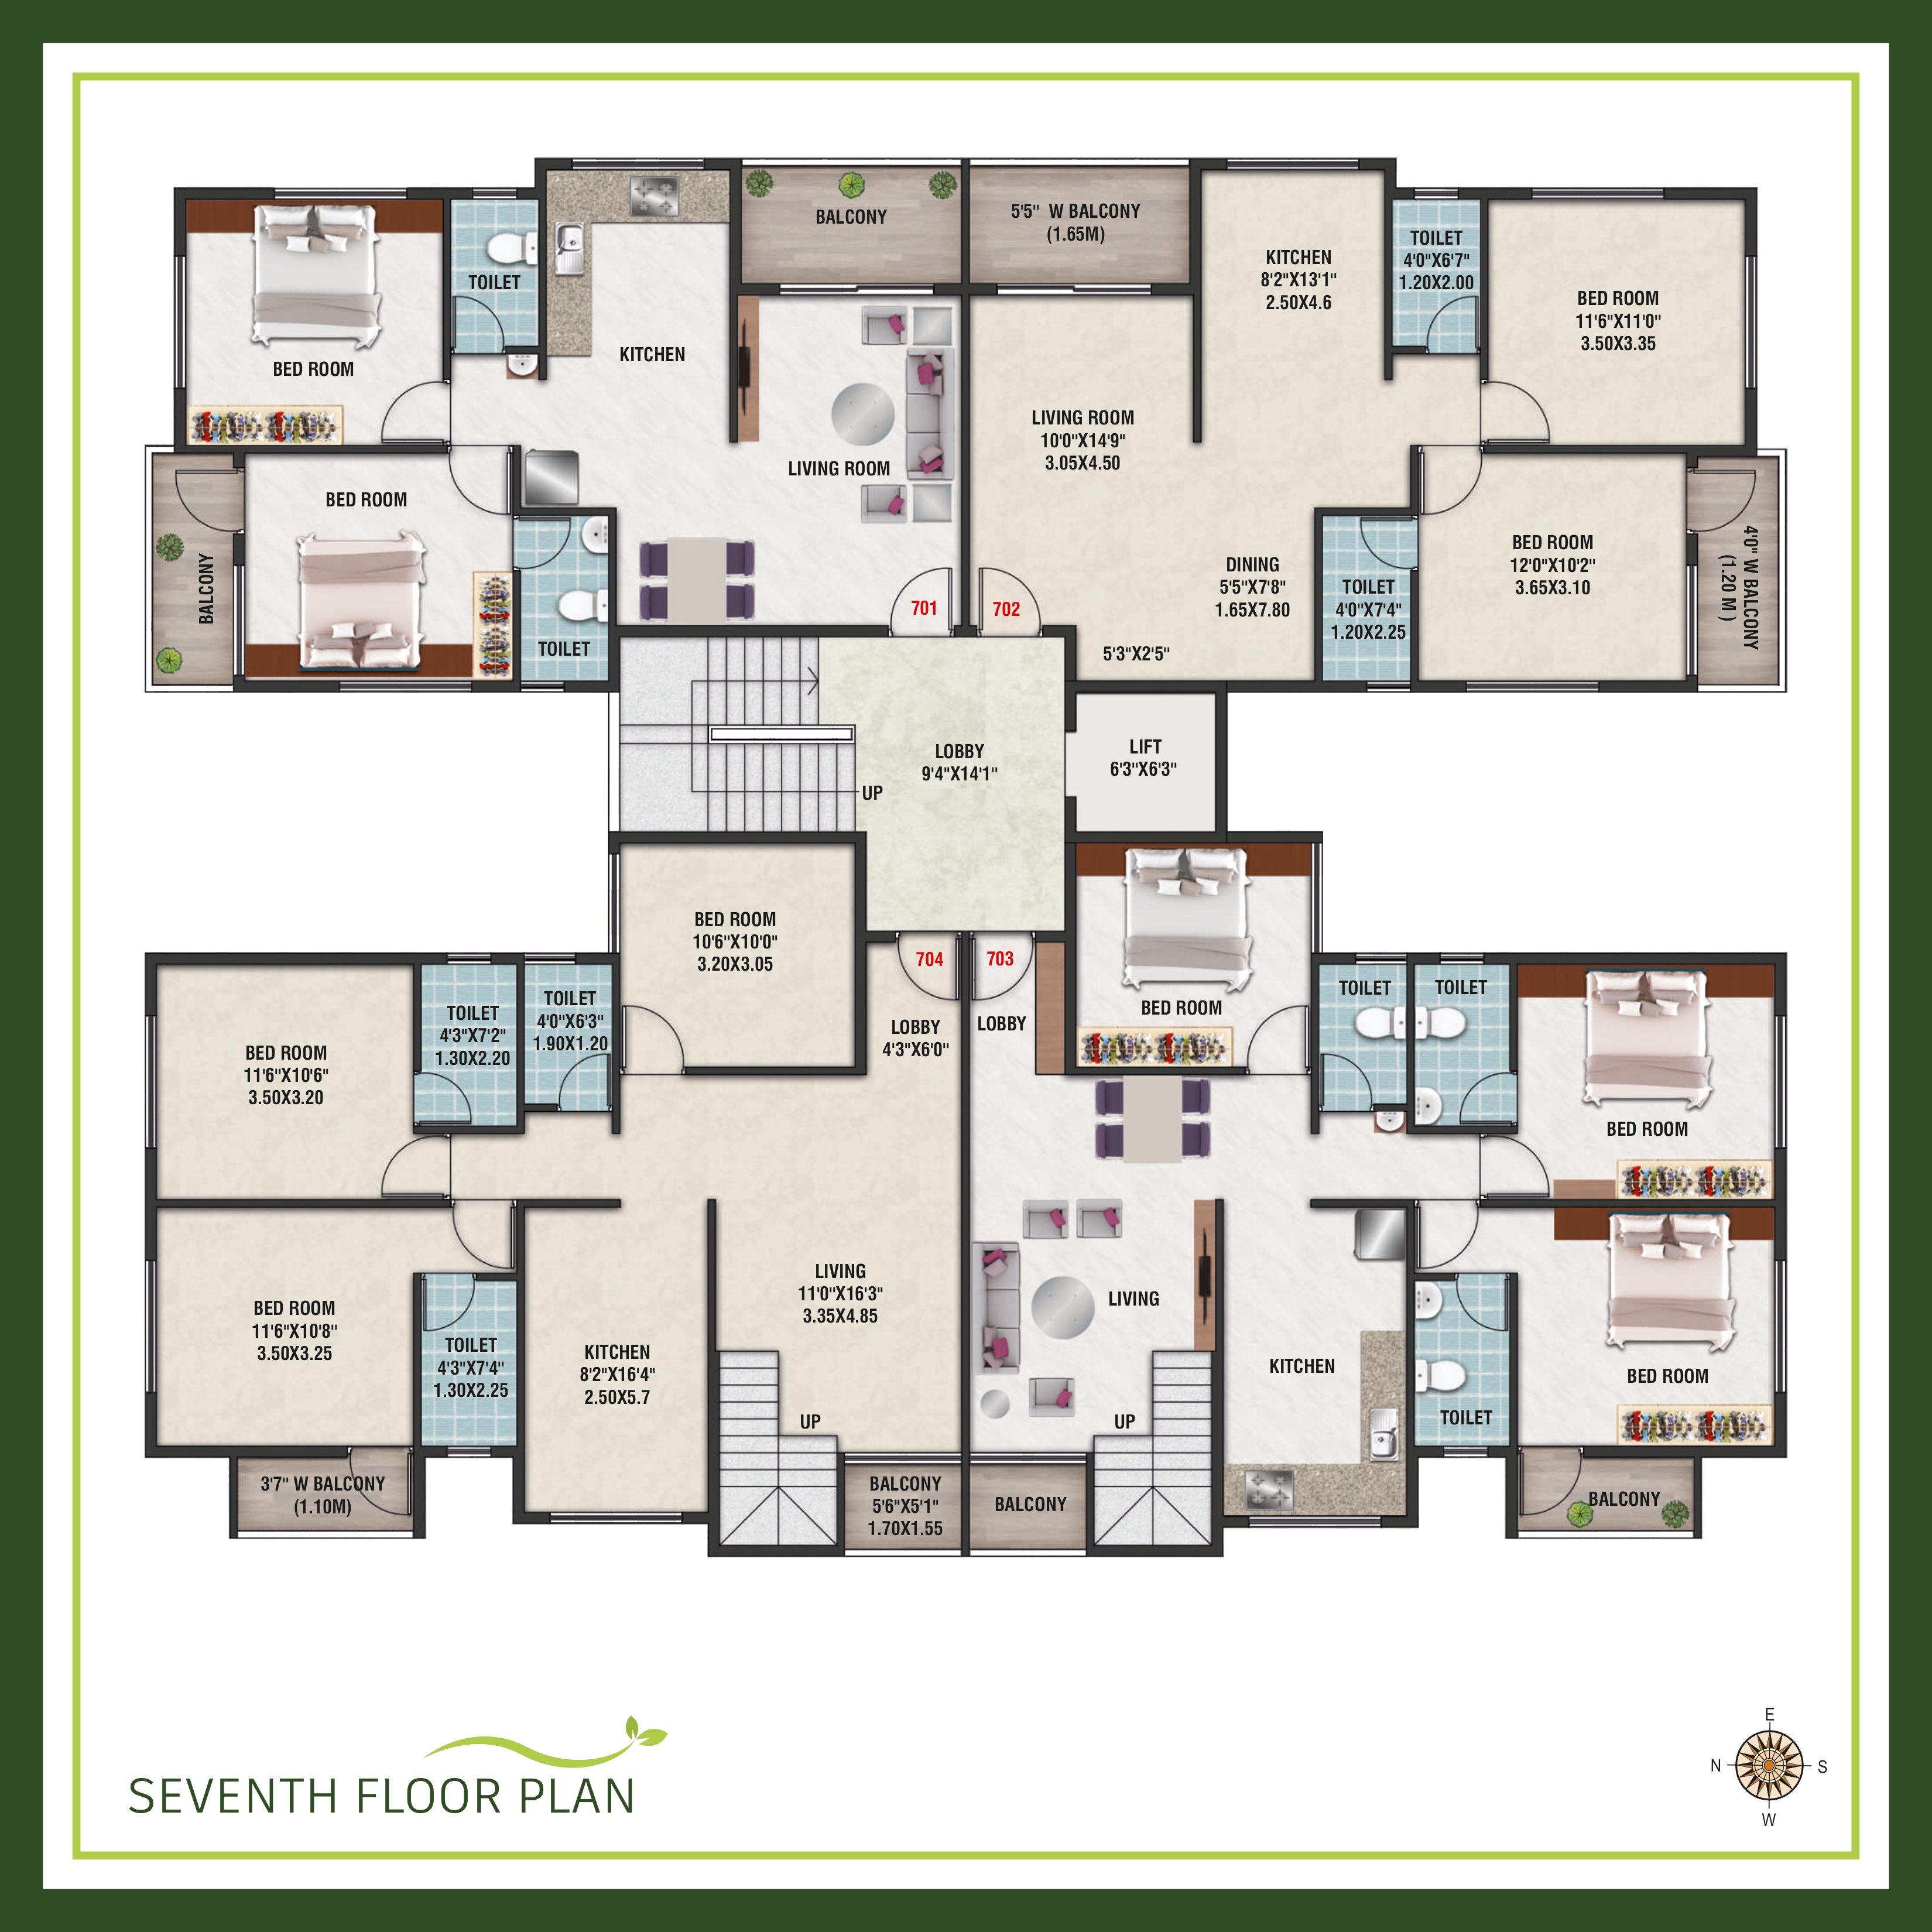 BALCONY
5'5" W BALCONY
(1.65M)
KITCHEN
8'2"X13'1"
2.50X4.6
TOILET
4'0"X6'7"
1.20X2.00
BED ROOM
11'6"X11'0"
3.50X3.35
TOILET
BED ROOM
KITCHEN
LIVING ROOM
LIVING ROOM
10'0"X14'9"
3.05X4.50
BED ROOM
BALCONY
TOILET
701
702
DINING
5'5"X7'8"
1.65X7.80
5'3"X2'5"
TOILET
4'0"X7'4"
1.20X2.25
BED ROOM
12'0"X10'2"
3.65X3.10
4'0" W BALCONY
(1.20 M )
LOBBY
9'4"X14'1"
UP
LIFT
6'3"X6'3"
BED ROOM
10'6"X10'0"
3.20X3.05
704
703
LOBBY
4'3"X6'0"
LOBBY
BED ROOM
TOILET
TOILET
BED ROOM
BED ROOM
11'6"X10'6"
3.50X3.20
TOILET
4'3"X7'2"
1.30X2.20
TOILET
4'0"X6'3"
1.90X1.20
BED ROOM
11'6"X10'8"
3.50X3.25
TOILET
4'3"X7'4"
1.30X2.25
KITCHEN
8'2"X16'4"
2.50X5.7
LIVING
11'0"X16'3"
3.35X4.85
LIVING
KITCHEN
TOILET
BED ROOM
UP
UP
3'7" W BALCONY
(1.10M)
BALCONY
5'6"X5'1"
1.70X1.55
BALCONY
BALCONY
SEVENTH FLOOR PLAN
E
N
S
W